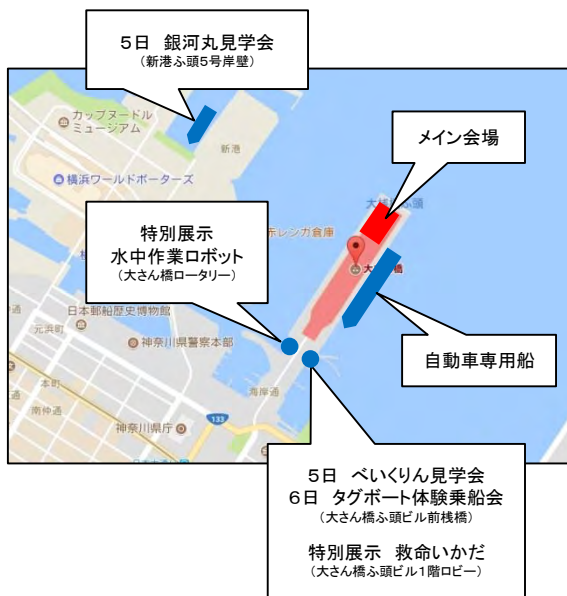 5日 銀河丸見学会
(新港ふ頭5号岸壁)
カップヌードル
ミュージアム
新港
メイン会場
横浜ワールドポーターズ
大桟橋ふ頭
特別展示
水中作業ロボット
(大さん橋ロータリー)
赤レンガ倉庫
日本郵船歴史博物館
元浜町
神奈川県警察本部
自動車専用船
本町
海岸通
南仲通
神奈川県庁
133
5日 べいくりん見学会
6日 タグボート体験乗船会
(大さん橋ふ頭ビル前桟橋)
特別展示 救命いかだ
(大さん橋ふ頭ビル1階ロビー)